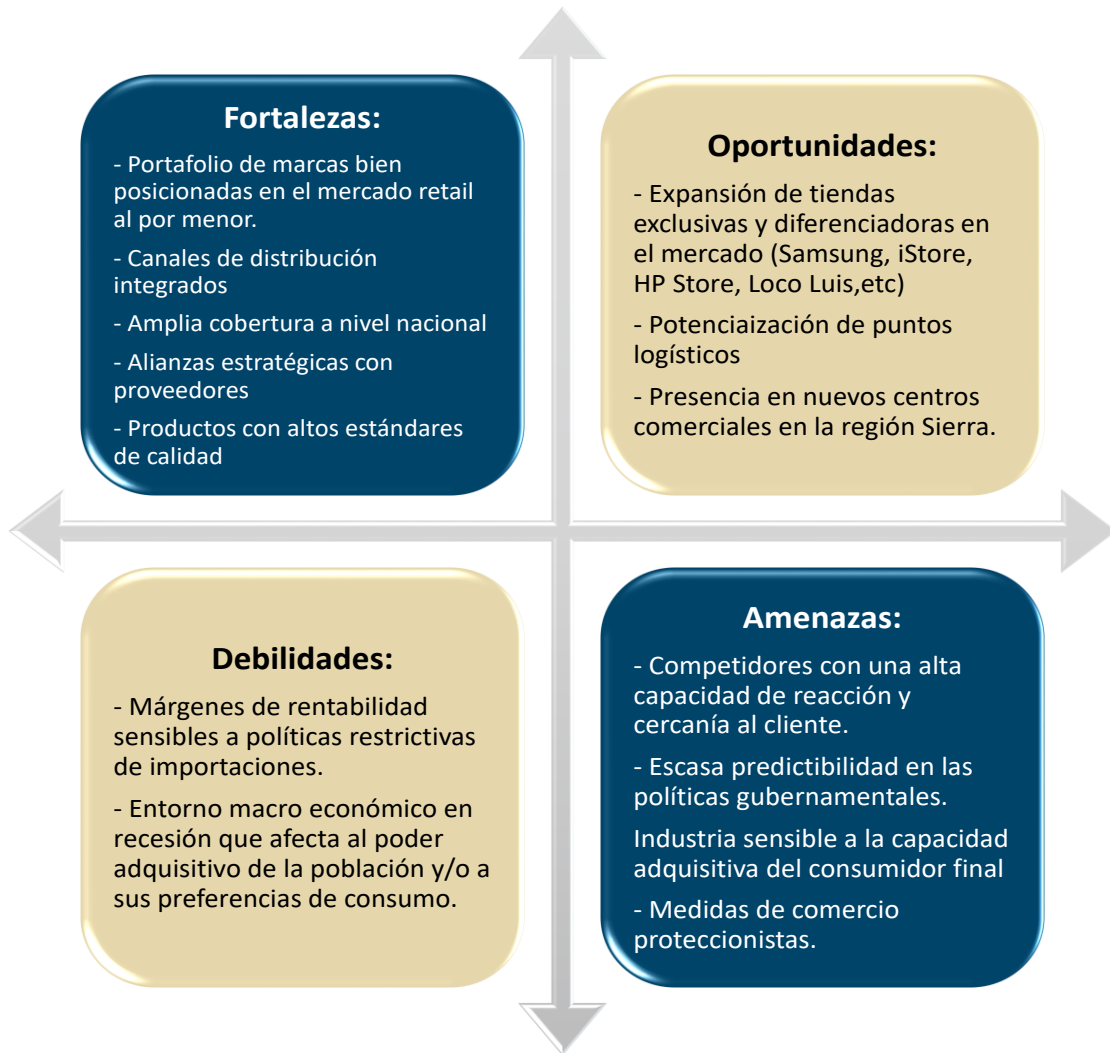 Fortalezas:
- Portafolio de marcas bien
posicionadas en el mercado retail
al por menor.
- Canales de distribución
integrados
- Amplia cobertura a nivel nacional
- Alianzas estratégicas con
proveedores
- Productos con altos estándares
de calidad
Oportunidades:
- Expansión de tiendas
exclusivas y diferenciadoras en
el mercado (Samsung, iStore,
HP Store, Loco Luis,etc)
- Potenciaización de puntos
logísticos
- Presencia en nuevos centros
comerciales en la región Sierra.
Debilidades:
- Márgenes de rentabilidad
sensibles a políticas restrictivas
de importaciones.
- Entorno macro económico en
recesión que afecta al poder
adquisitivo de la población y/o a
sus preferencias de consumo.
Amenazas:
- Competidores con una alta
capacidad de reacción y
cercanía al cliente.
- Escasa predictibilidad en las
políticas gubernamentales.
Industria sensible a la capacidad
adquisitiva del consumidor final
- Medidas de comercio
proteccionistas.